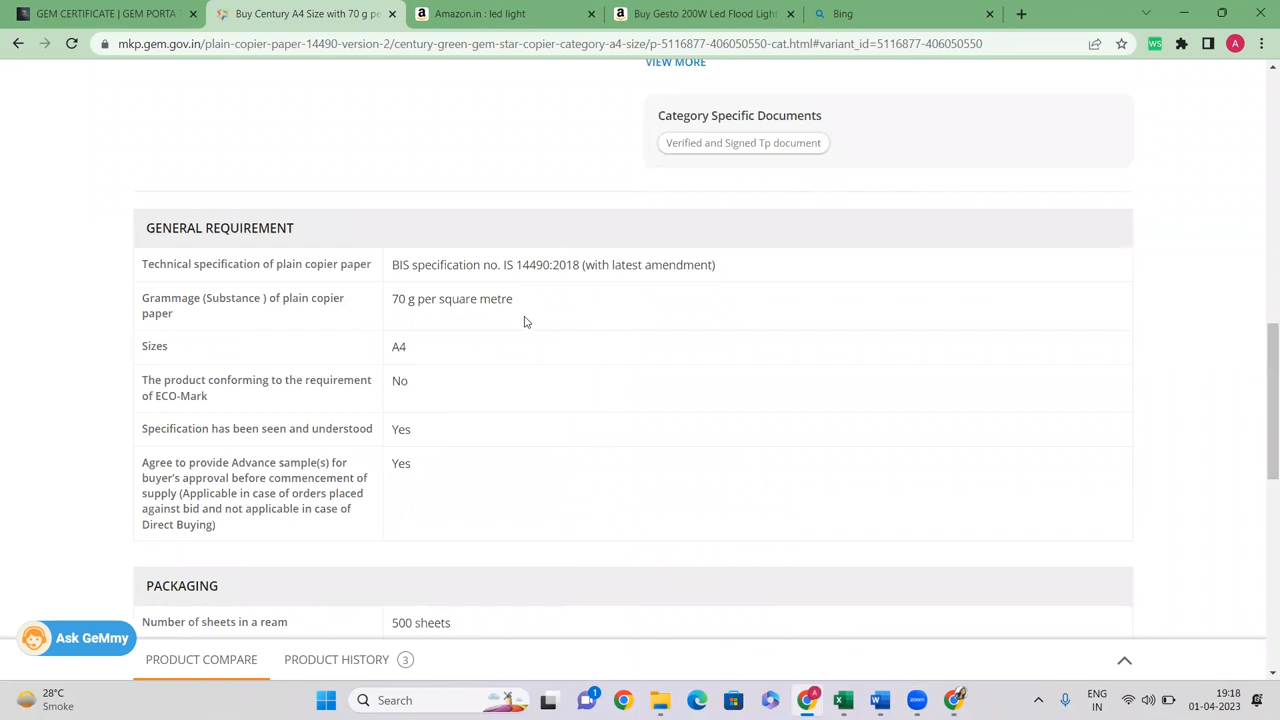 GEM CERTIFICATE | GEM PORTA
Buy Century A4 Size with 70 g pe
Amazon.in : led light
Buy Gesto 200W Led Flood Light
Bing
mkp.gem.gov.in/plain-copier-paper-14490-version-2/century-green-gem-star-copier-category-a4-size/p-5116877-406050550-cat.html#variant_id=5116877-406050550
WS
A
VIEW MORE
Category Specific Documents
Verified and Signed Tp document
GENERAL REQUIREMENT
Technical specification of plain copier paper
BIS specification no. IS 14490:2018 (with latest amendment)
Grammage (Substance ) of plain copier
paper
70 g per square metre
Sizes
A4
The product conforming to the requirement
of ECO-Mark
No
Specification has been seen and understood
Yes
Agree to provide Advance sample(s) for
buyer's approval before commencement of
supply (Applicable in case of orders placed
against bid and not applicable in case of
Direct Buying)
Yes
PACKAGING
Number of sheets in a ream
500 sheets
Ask GeMmy
PRODUCT COMPARE
PRODUCT HISTORY 3
28°C
Smoke
Search
1
A
zoom
ENG
IN
19:18
01-04-2023